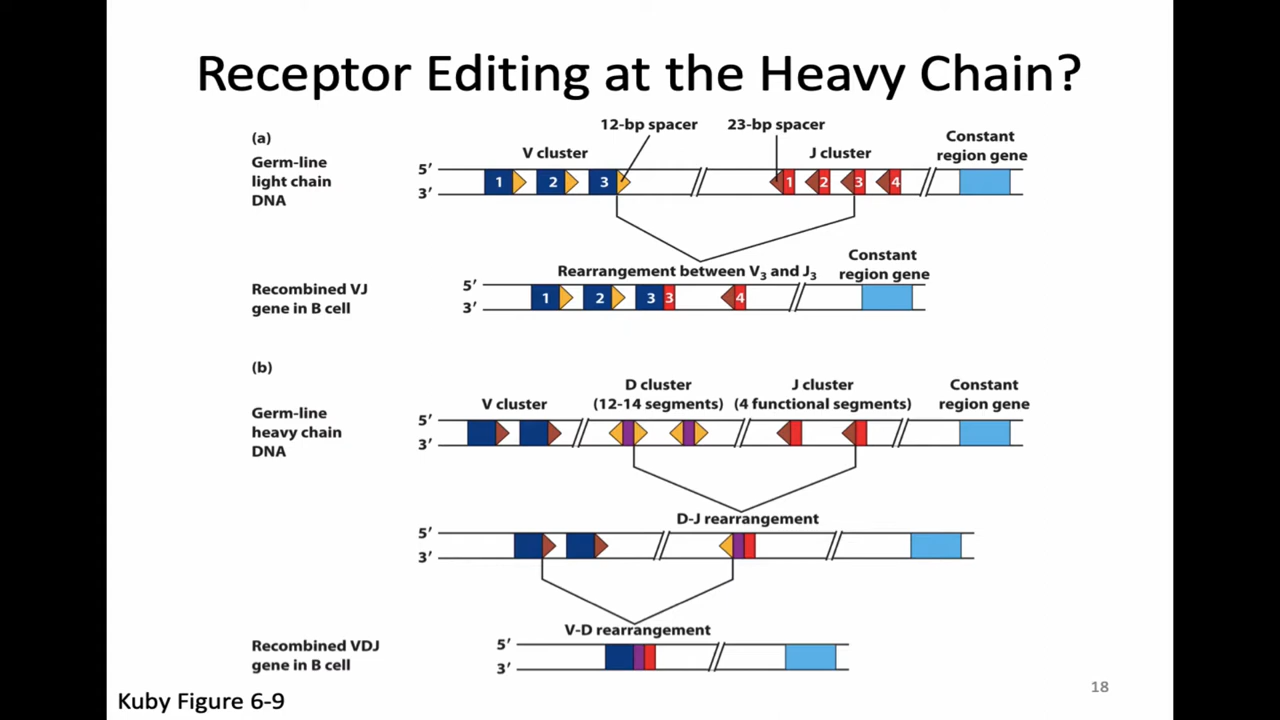 Receptor Editing at the Heavy Chain?
(a)
12-bp spacer
23-bp spacer
V cluster
J cluster
Constant
region gene
Germ-line
light chain
DNA
5′
3′
1
2
3
1
2
3
4
Rearrangement between V₃ and J₃
Constant
region gene
Recombined VJ
gene in B cell
5′
3′
1
2
3
3
4
(b)
V cluster
D cluster
(12-14 segments)
J cluster
(4 functional segments)
Constant
region gene
Germ-line
heavy chain
DNA
5′
3′
D-J rearrangement
5′
3′
V-D rearrangement
Recombined VDJ
gene in B cell
5′
3′
Kuby Figure 6-9
18